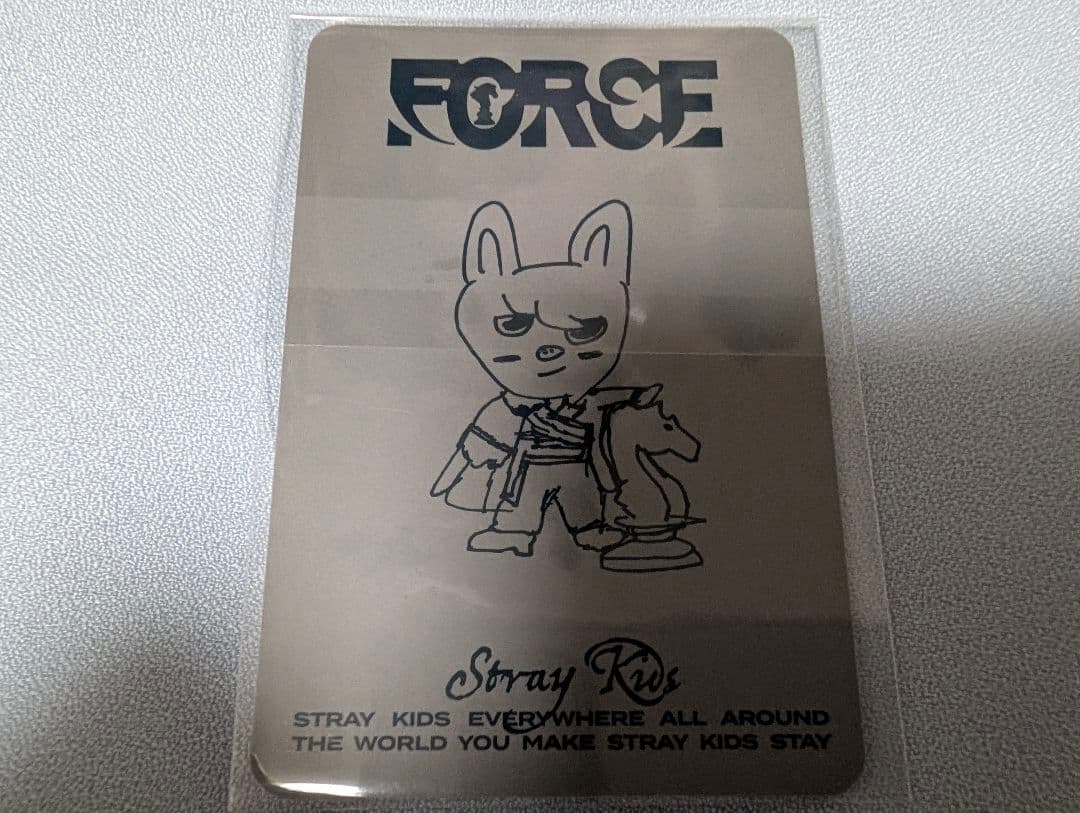 FORCE
Stray Kids
STRAY KIDS EVERYWHERE ALL AROUND
THE WORLD YOU MAKE STRAY KIDS STAY